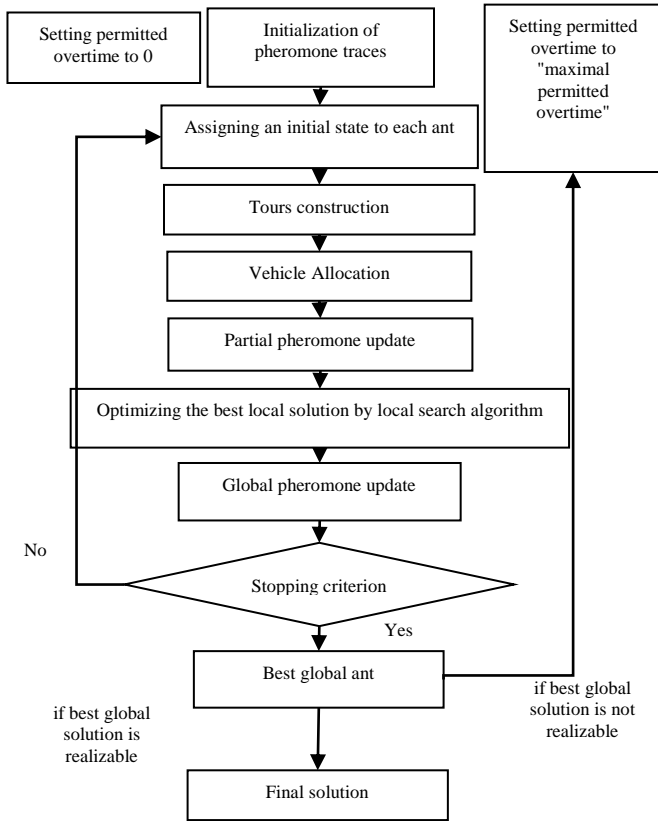 Setting permitted
overtime to 0
Initialization of
pheromone traces
Setting permitted
overtime to
"maximal
permitted
overtime"
Assigning an initial state to each ant
Tours construction
Vehicle Allocation
Partial pheromone update
Optimizing the best local solution by local search algorithm
Global pheromone update
No
Stopping criterion
Yes
Best global ant
if best global
solution is
realizable
if best global
solution is not
realizable
Final solution